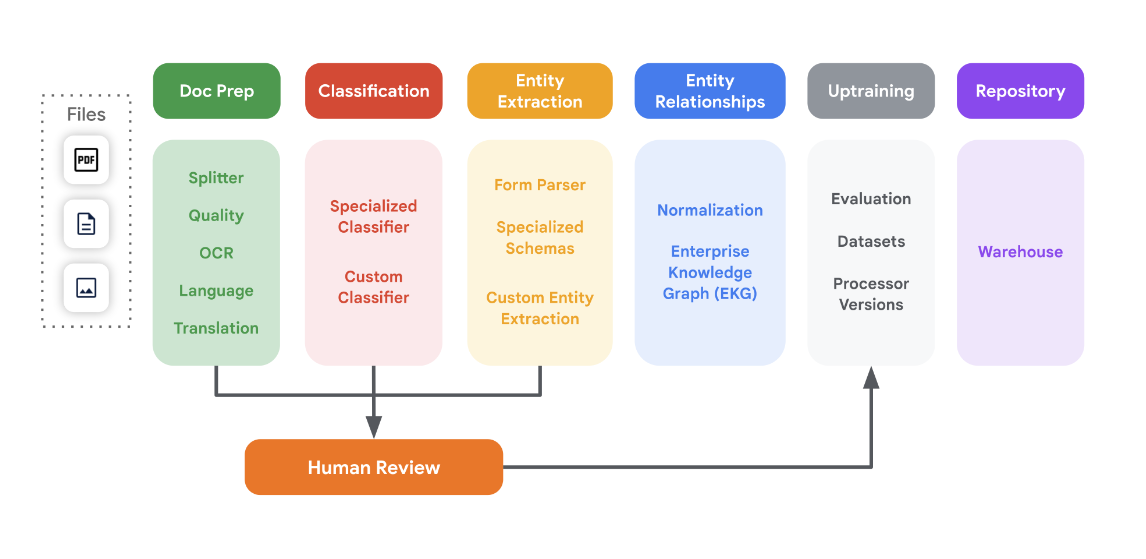 Files
PDF
Doc Prep
Splitter
Quality
OCR
Language
Translation
Classification
Specialized
Classifier
Custom
Classifier
Entity
Extraction
Form Parser
Specialized
Schemas
Custom Entity
Extraction
Entity
Relationships
Normalization
Enterprise
Knowledge
Graph (EKG)
Uptraining
Evaluation
Datasets
Processor
Versions
Repository
Warehouse
Human Review